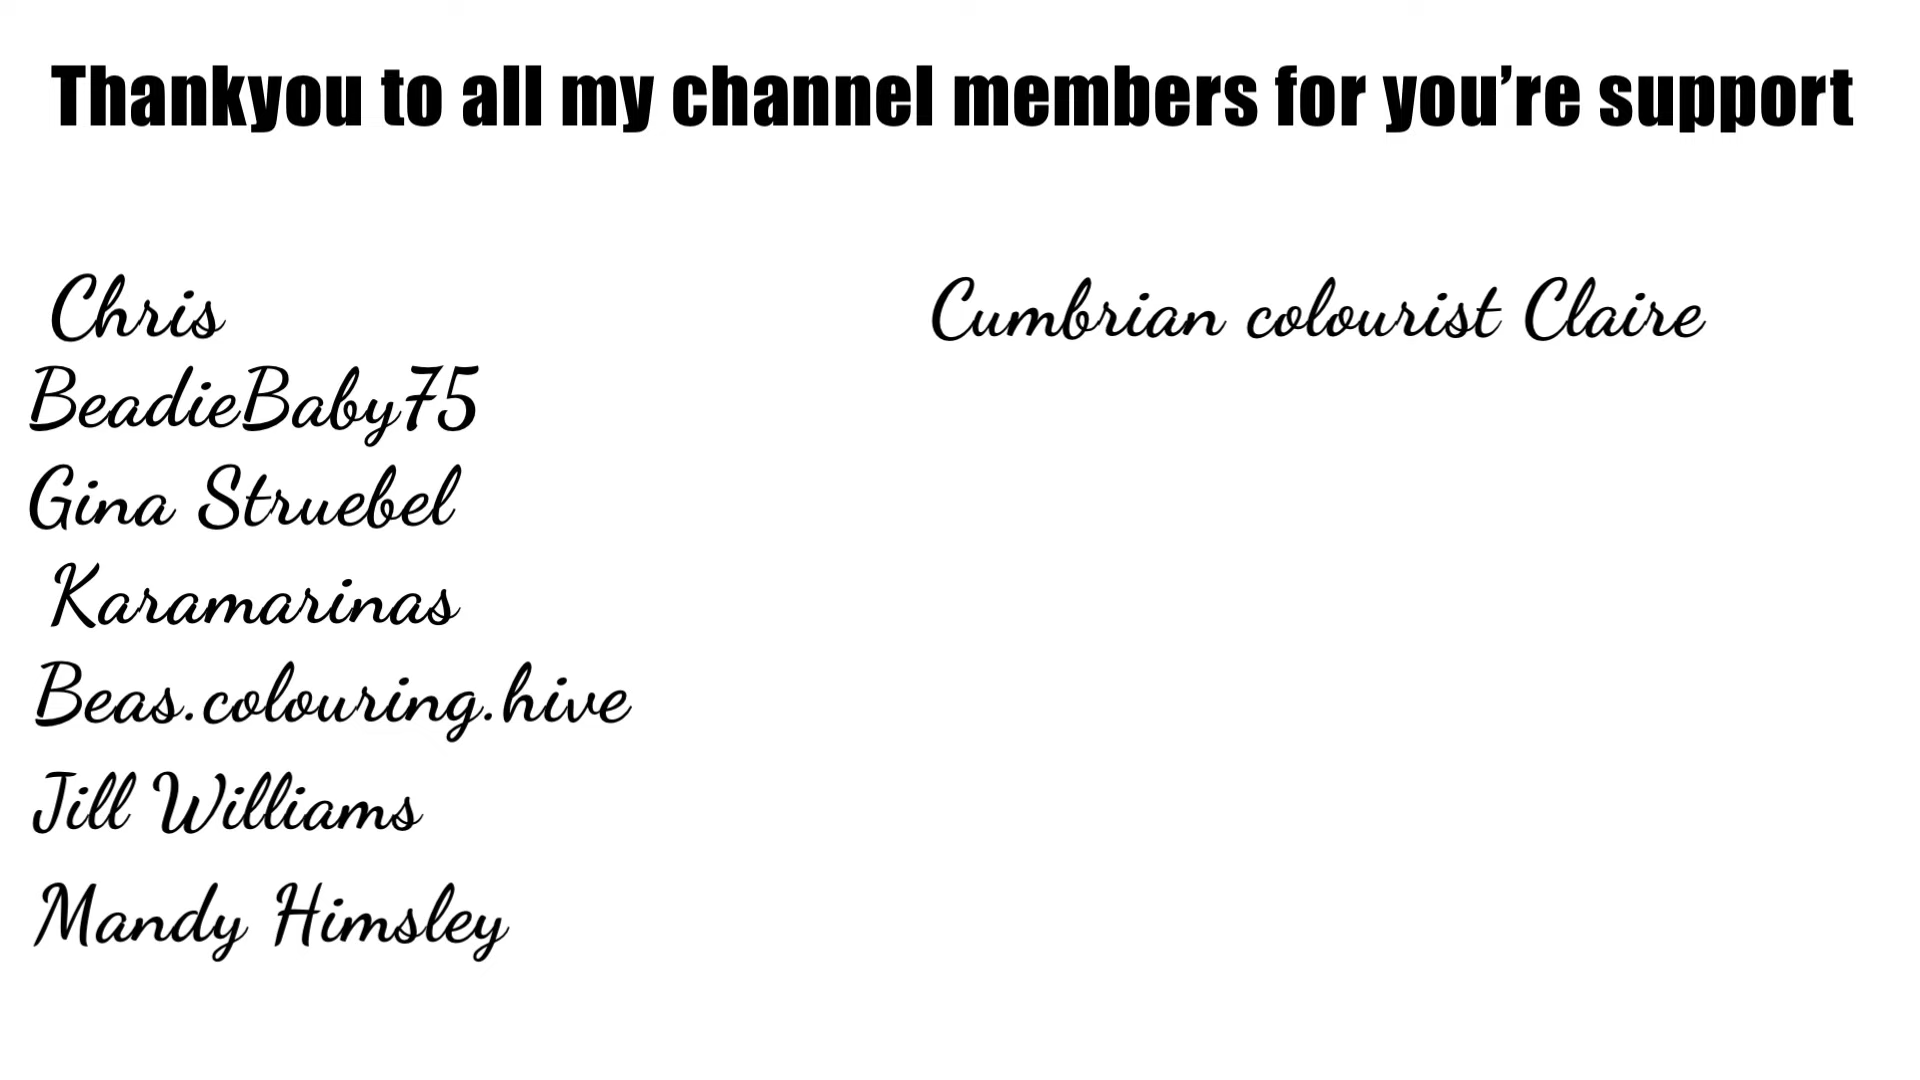 Thankyou to all my channel members for you’re support
Chris
BeadieBaby75
Gina Struebel
Karamarinas
Beas.colouring.hive
Jill Williams
Mandy Himsley
Cumbrian colourist Claire